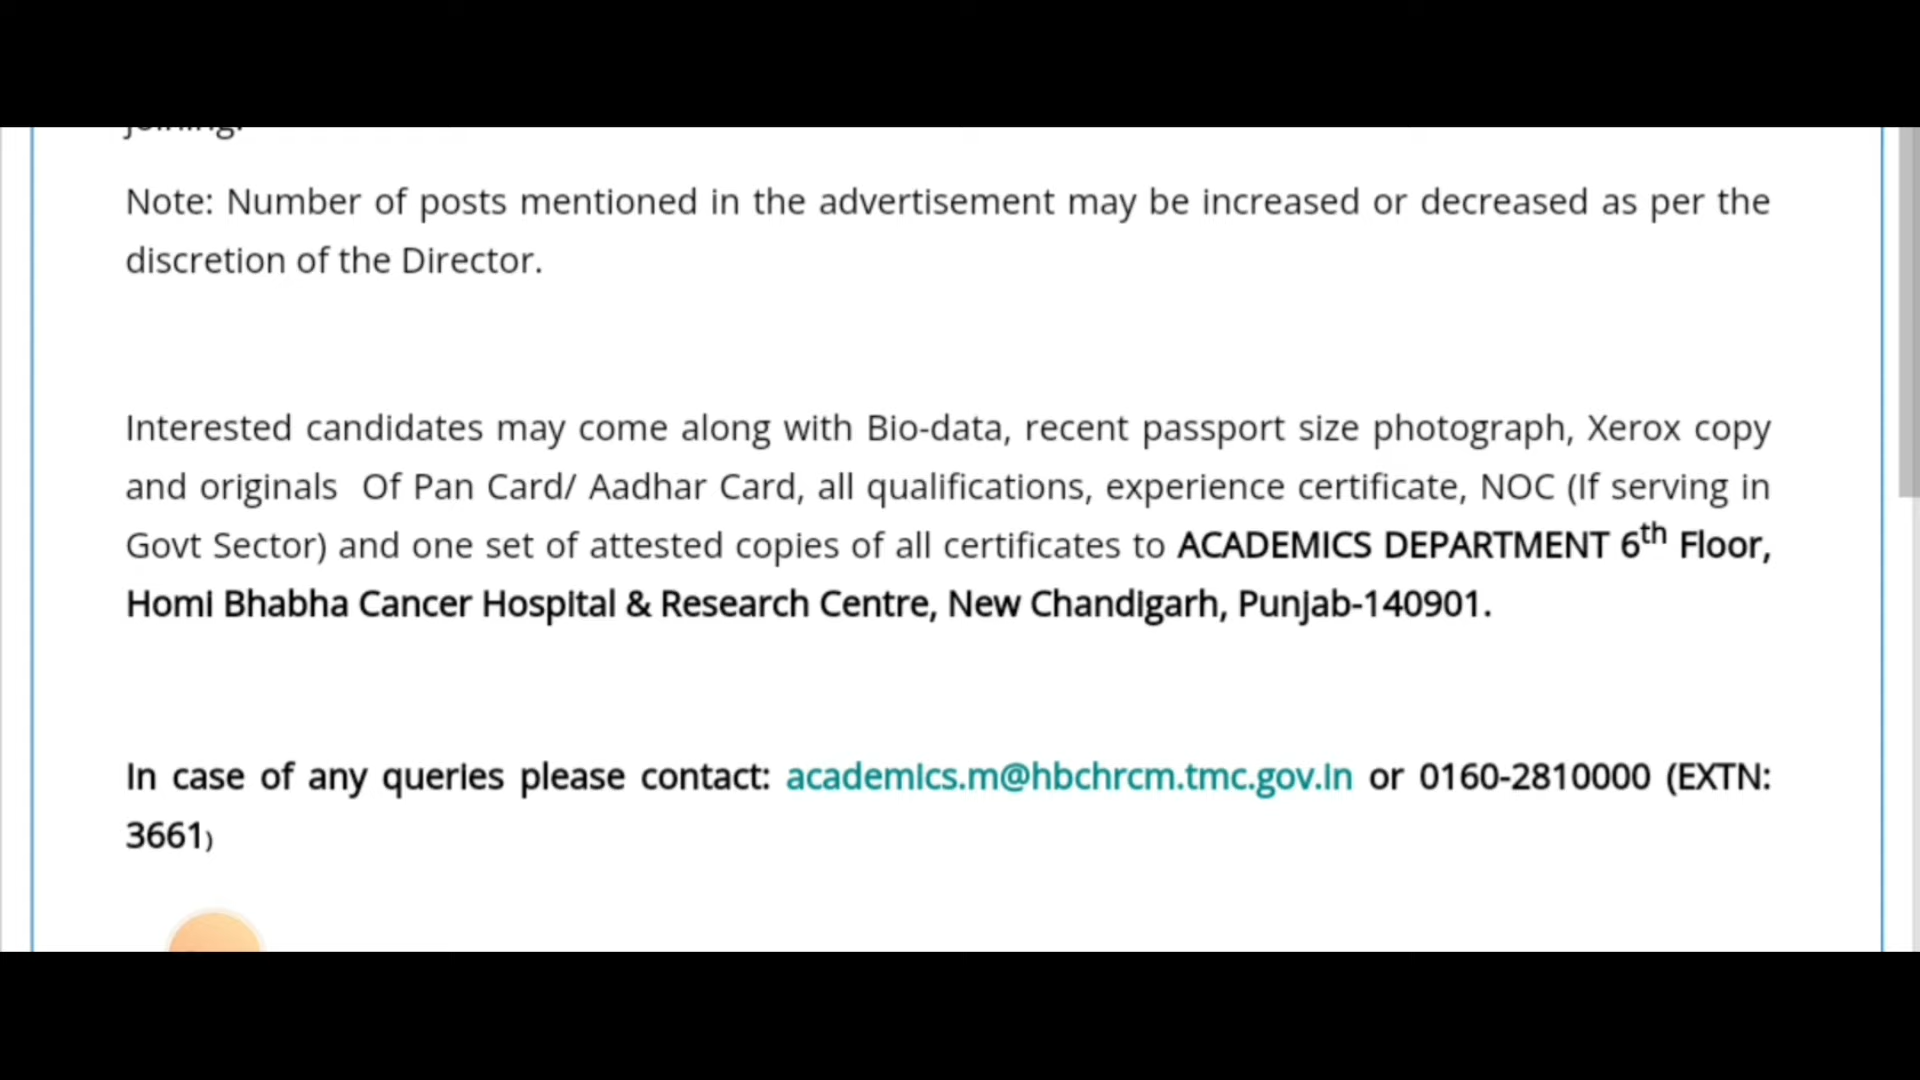 joining.
Note: Number of posts mentioned in the advertisement may be increased or decreased as per the
discretion of the Director.
Interested candidates may come along with Bio-data, recent passport size photograph, Xerox copy
and originals Of Pan Card/ Aadhar Card, all qualifications, experience certificate, NOC (If serving in
Govt Sector) and one set of attested copies of all certificates to ACADEMICS DEPARTMENT 6th Floor,
Homi Bhabha Cancer Hospital & Research Centre, New Chandigarh, Punjab-140901.
In case of any queries please contact: academics.m@hbchrcm.tmc.gov.in or 0160-2810000 (EXTN:
3661)